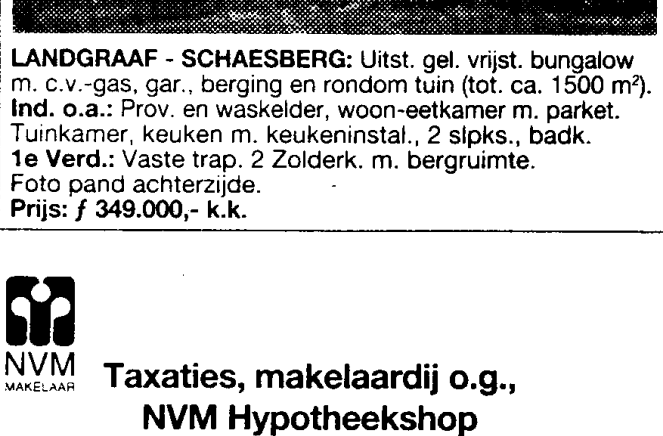 LANDGRAAF - SCHAESBERG: Uitst. gel. vrijst. bungalow
m. c.v.-gas, gar., berging en rondom tuin (tot. ca. 1500 m²).
Ind. o.a.: Prov. en waskelder, woon-eetkamer m. parket.
Tuinkamer, keuken m. keukeninstal., 2 slpks., badk.
1e Verd.: Vaste trap. 2 Zolderk. m. bergruimte.
Foto pand achterzijde.
Prijs: ƒ 349.000,- k.k.
NVM
MAKELAAR
Taxaties, makelaardij o.g.,
NVM Hypotheekshop